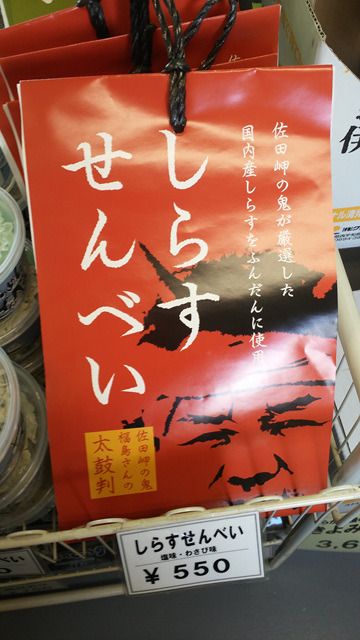 佐田岬の鬼が厳選した
国内産しらすをふんだんに使用
しらす
せんべい
佐田岬の鬼
福島さんの
太鼓判
しらすせんべい
塩味・わさび味
¥ 550